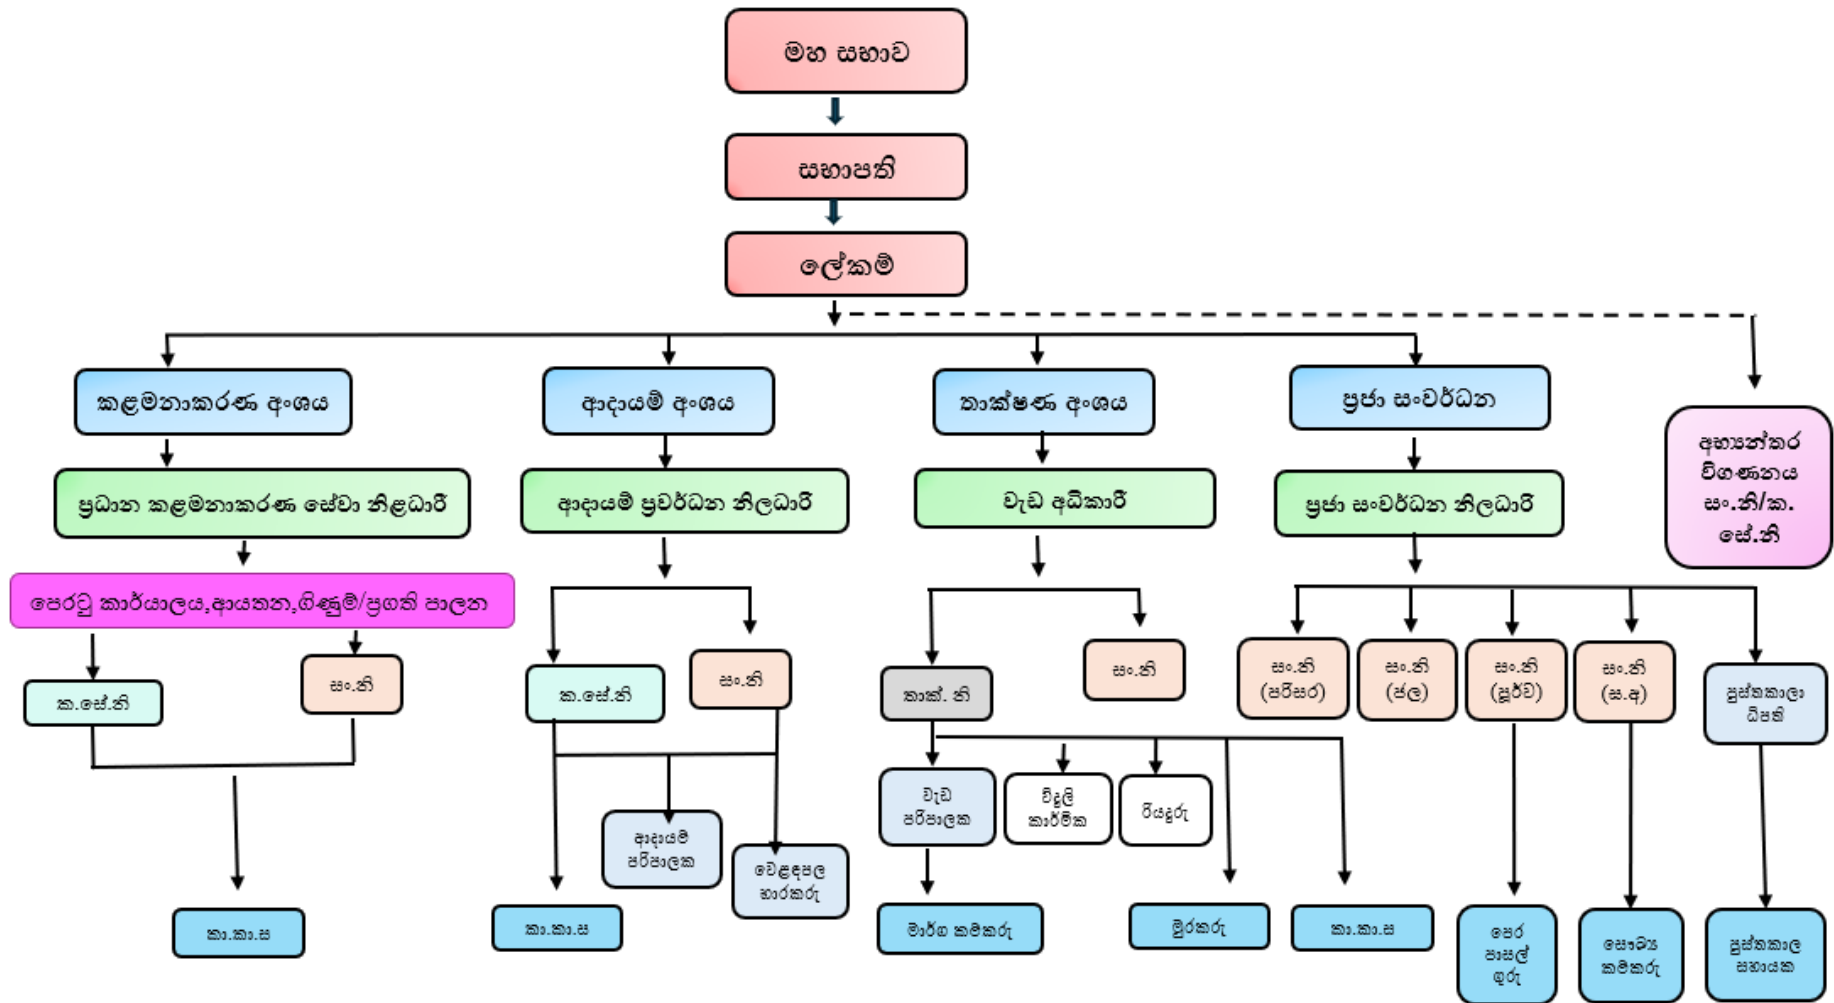 මහ සභාව
සභාපති
ලේකම්
කළමනාකරණ අංශය
ආදායම් අංශය
තාක්ෂණ අංශය
ප්‍රජා සංවර්ධන
අභ්‍යන්තර
විගණනය
සං.නි/ක.
සේ.නි
ප්‍රධාන කළමනාකරණ සේවා නිළධාරී
ආදායම් ප්‍රවර්ධන නිලධාරී
වැඩ අධිකාරී
ප්‍රජා සංවර්ධන නිලධාරී
පෙරටු කාර්යාලය,ආයතන,ගිණුම්/ප්‍රගති පාලන
ක.සේ.නි
සං.නි
ක.සේ.නි
සං.නි
තාක්. නි
සං.නි
සං.නි
(පරිසර)
සං.නි
(ජල)
සං.නි
(පූර්ව)
සං.නි
(ස.අ)
පුස්තකාලා
ධිපති
ආදායම්
පරිපාලක
වෙළඳපල
භාරකරු
වැඩ
පරිපාලක
විදුලි
කාර්මික
රියදුරු
කා.කා.ස
කා.කා.ස
මාර්ග කම්කරු
මුරකරු
කා.කා.ස
පෙර
පාසල්
ගුරු
සෞඛ්‍ය
කම්කරු
පුස්තකාල
සහායක